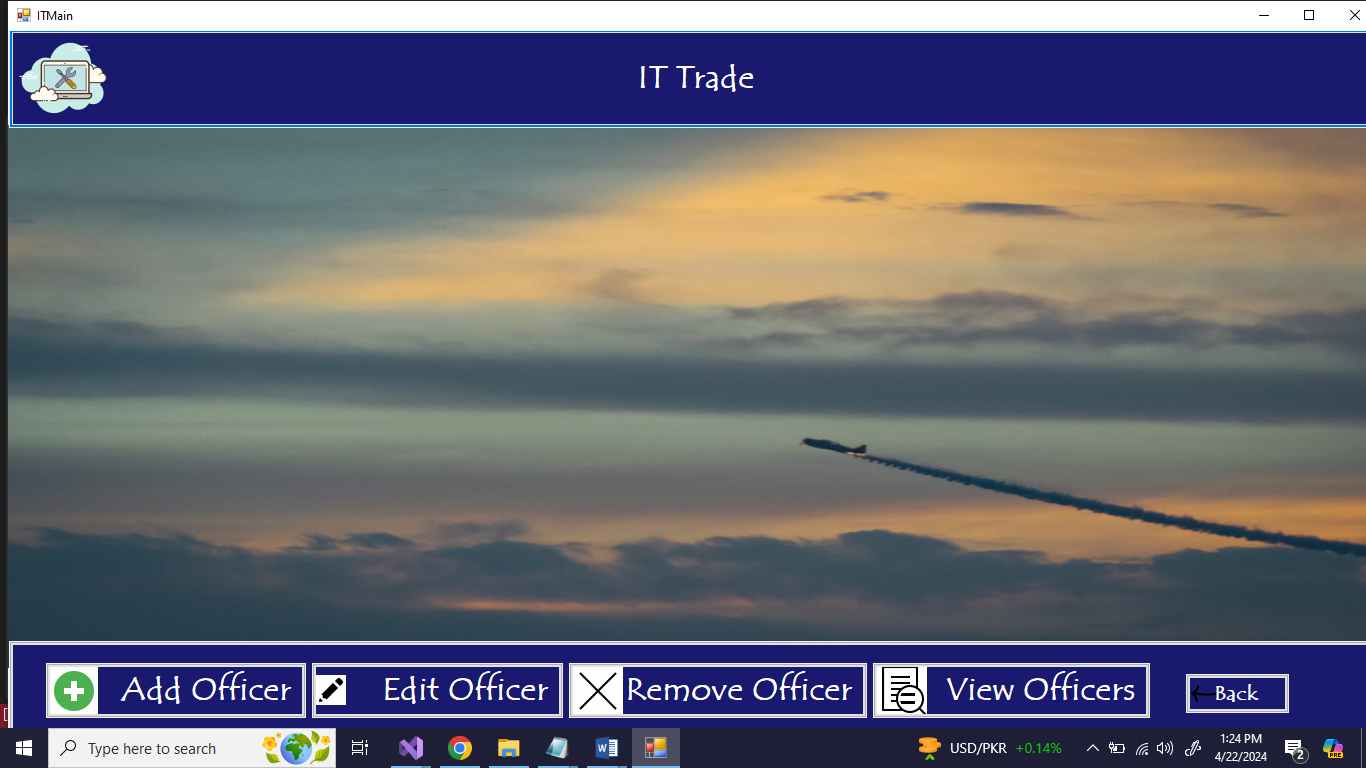 ITMain
IT Trade
Add Officer
Edit Officer
Remove Officer
View Officers
Back
Type here to search
USD/PKR +0.14%
1:24 PM
4/22/2024
2
PRE